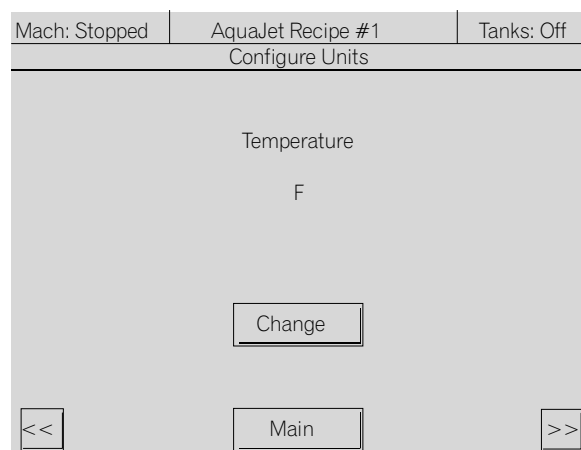 Mach: Stopped AquaJet Recipe #1 Tanks: Off
Configure Units
Temperature
F
Change
<< Main >>